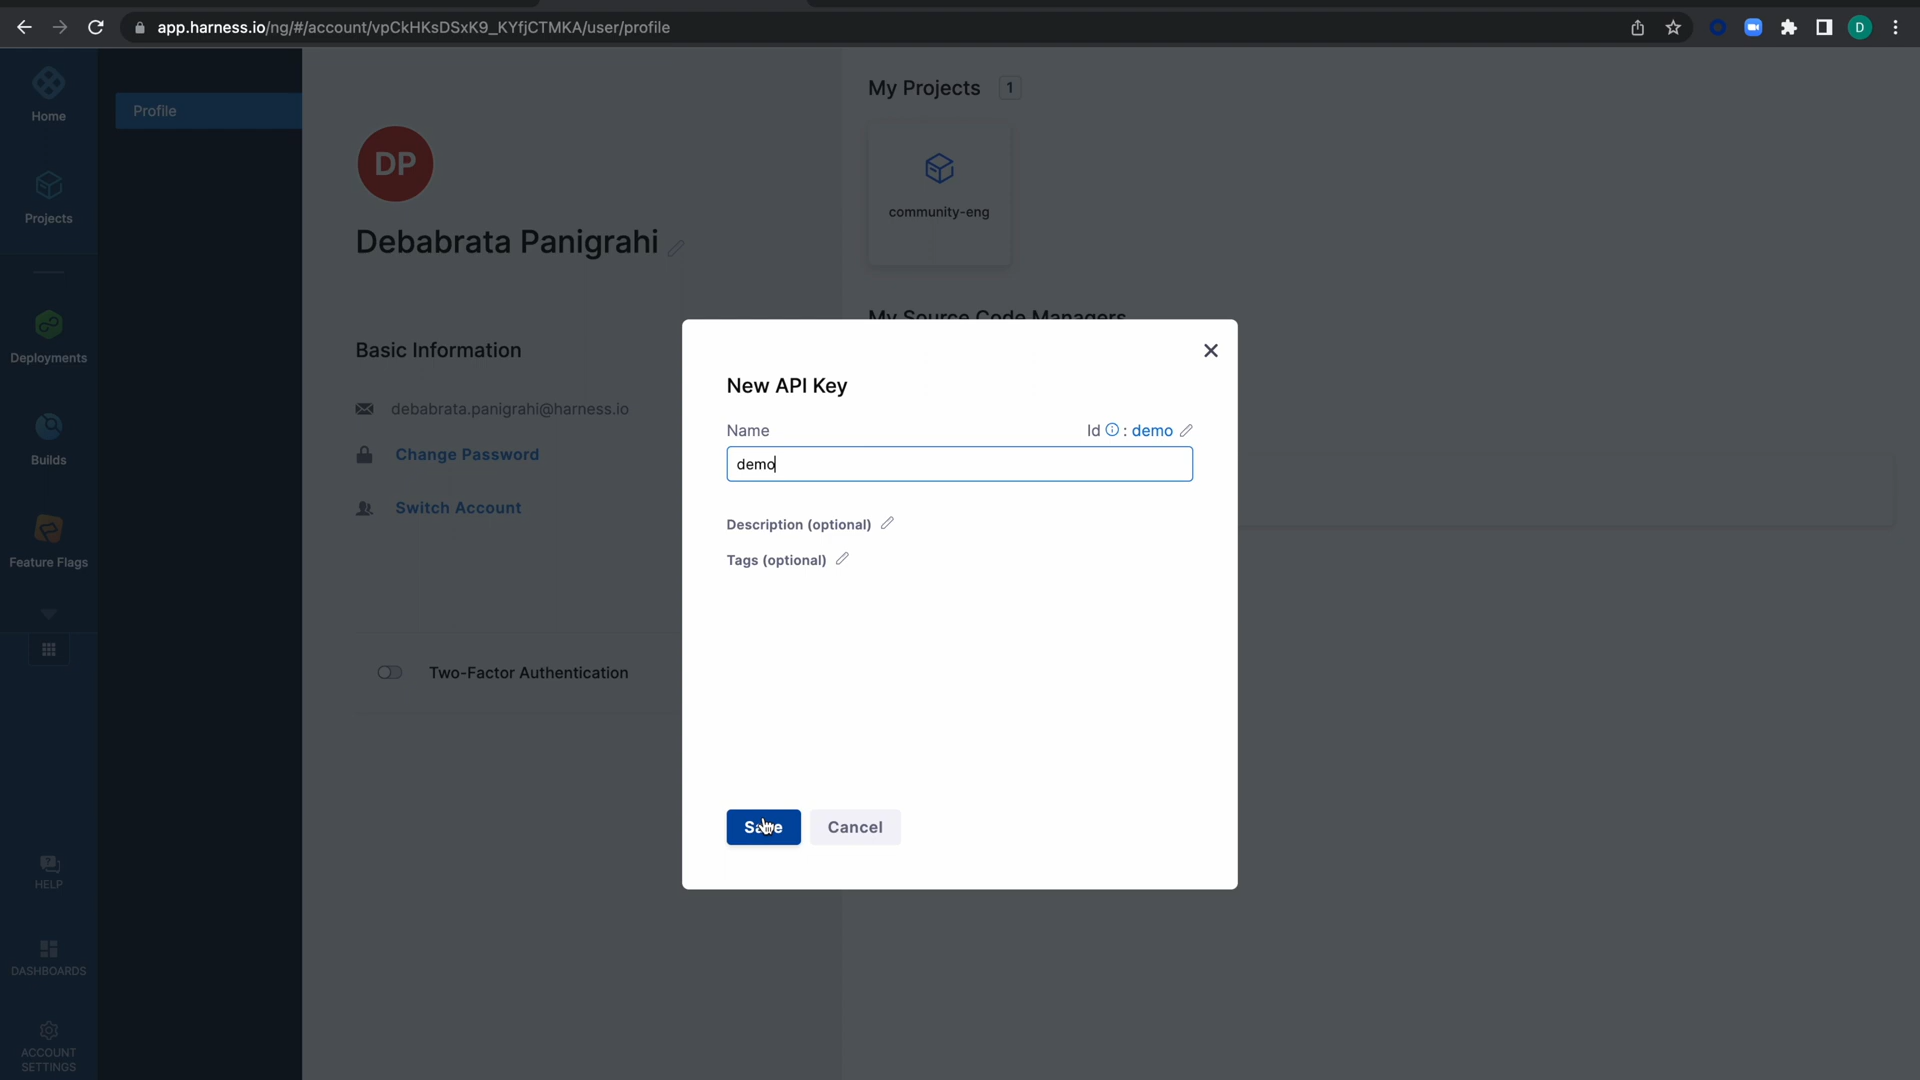 app.harness.io/ng/#/account/vpCkHKsDSxK9_KYfjCTMKA/user/profile
D
Home
Projects
Deployments
Builds
Feature Flags
HELP
DASHBOARDS
ACCOUNT
SETTINGS
Profile
DP
Debabrata Panigrahi
Basic Information
debabrata.panigrahi@harness.io
Change Password
Switch Account
Two-Factor Authentication
My Projects 1
community-eng
My Source Code Managers
New API Key
Name
Id : demo
demo
Description (optional)
Tags (optional)
Save
Cancel